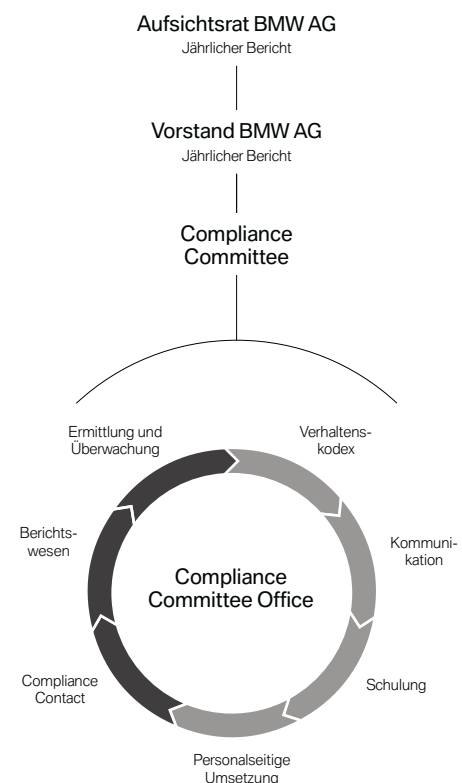 Aufsichtsrat BMW AG
Jährlicher Bericht
Vorstand BMW AG
Jährlicher Bericht
Compliance
Committee
Ermittlung und
Überwachung
Verhaltens-
kodex
Berichts-
wesen
Kommuni-
kation
Compliance
Committee Office
Compliance
Contact
Schulung
Personalseitige
Umsetzung